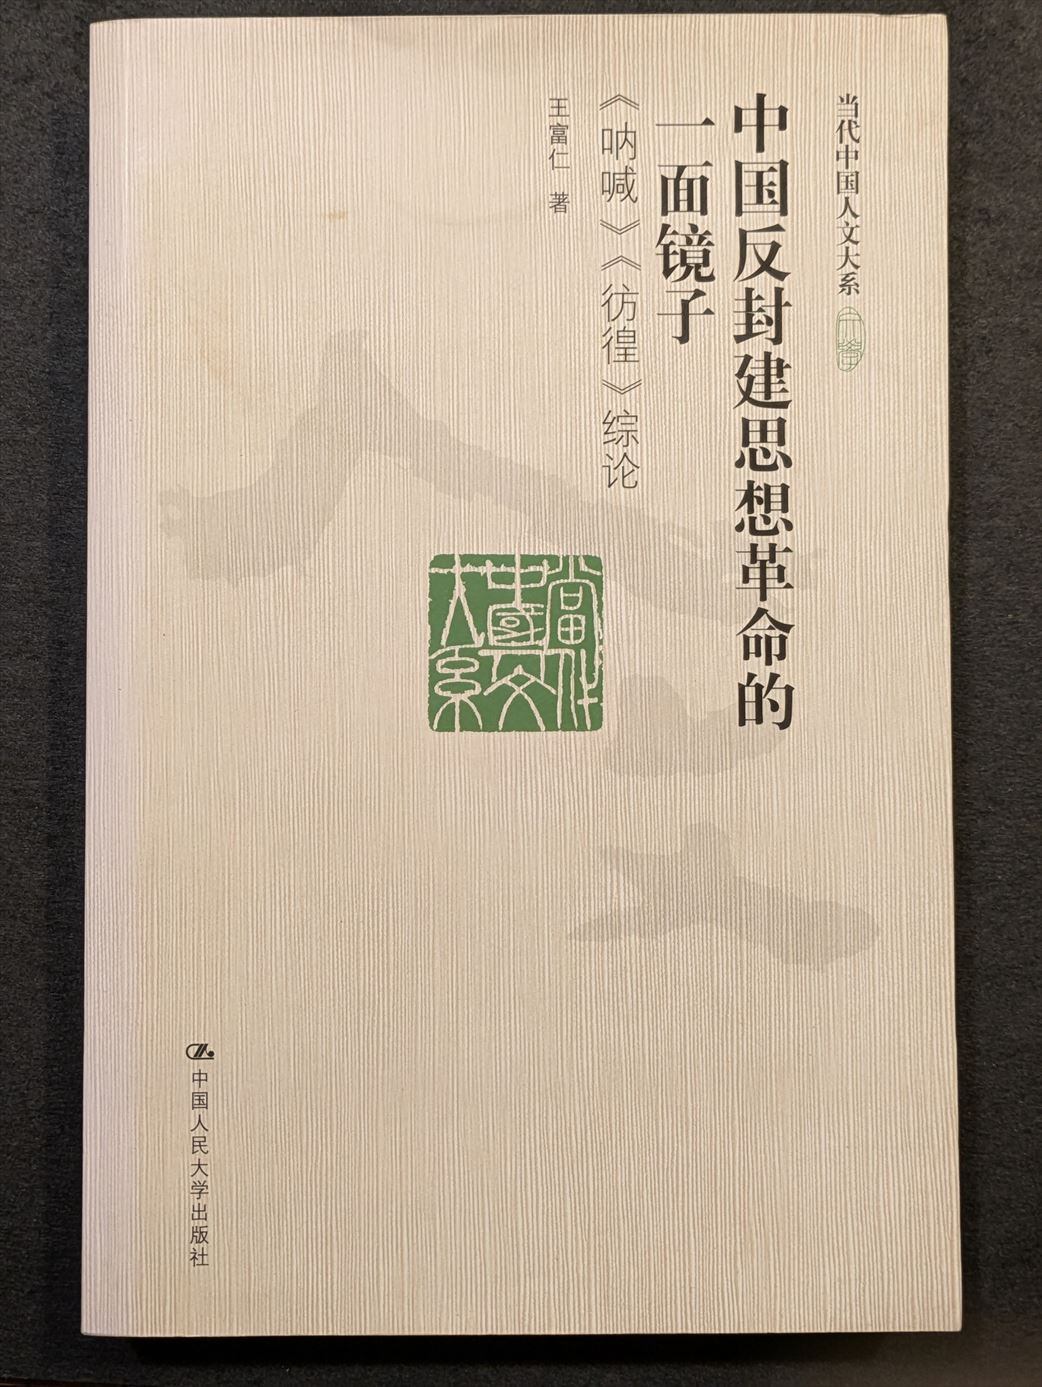 当代中国人文大系
中国反封建思想革命的
一面镜子
《呐喊》《彷徨》综论
王富仁 著
當代
中國人文
大系
中国人民大学出版社